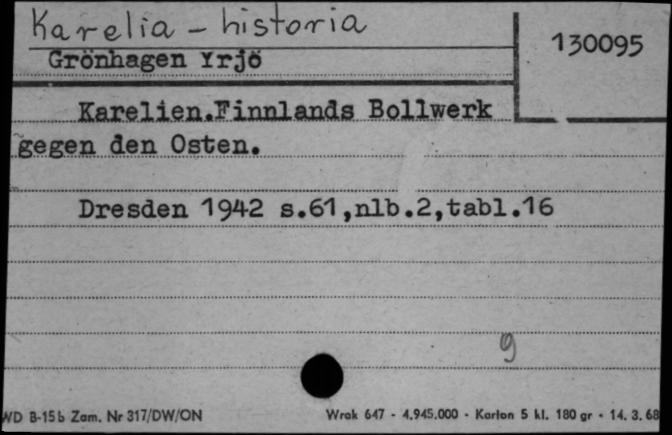 Karelia - historia
130095
Grönhagen Yrjö
Karelien.Finnlands Bollwerk
gegen den Osten.
Dresden 1942 s.61,nlb.2,tabl.16
9
WD B-15b Zam. Nr 317/DW/ON Wrak 647 - 4.945.000 - Karton 5 kl. 180 gr - 14. 3. 68